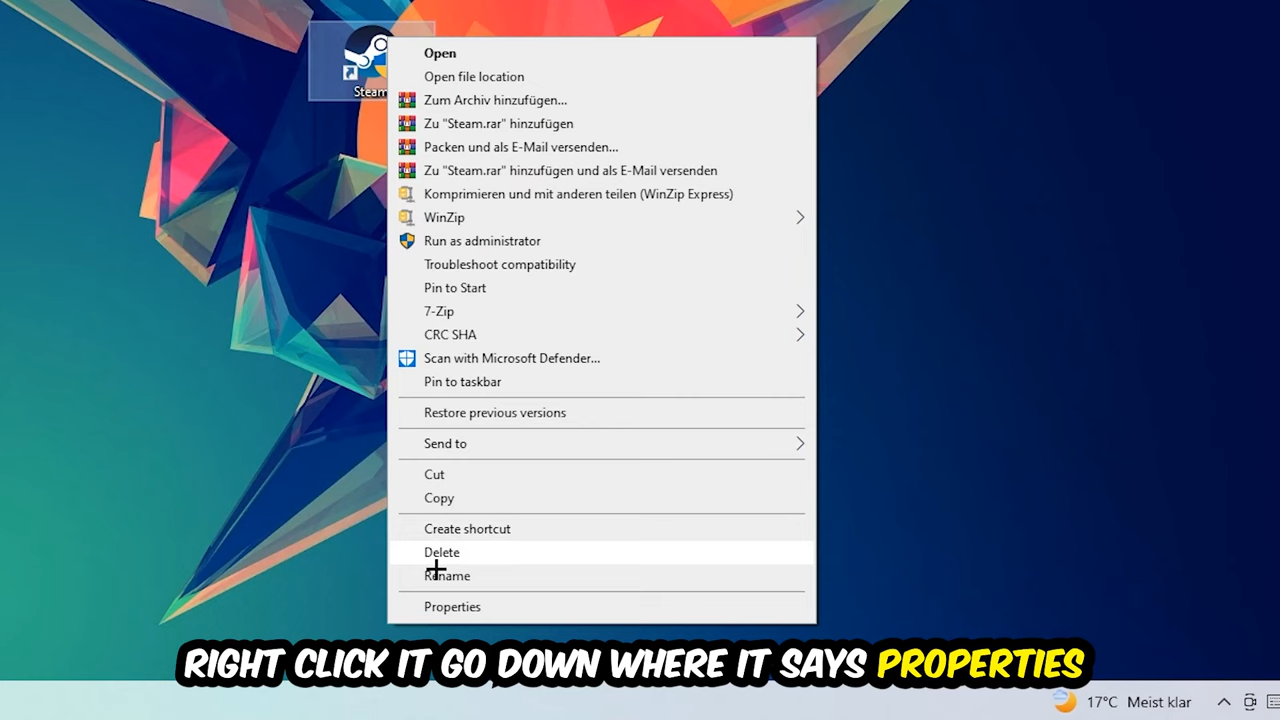 Steam
Open
Open file location
Zum Archiv hinzufügen...
Zu "Steam.rar" hinzufügen
Packen und als E-Mail versenden...
Zu "Steam.rar" hinzufügen und als E-Mail versenden
Komprimieren und mit anderen teilen (WinZip Express)
WinZip
Run as administrator
Troubleshoot compatibility
Pin to Start
7-Zip
CRC SHA
Scan with Microsoft Defender...
Pin to taskbar
Restore previous versions
Send to
Cut
Copy
Create shortcut
Delete
Rename
Properties
RIGHT CLICK IT GO DOWN WHERE IT SAYS PROPERTIES
17°C Meist klar